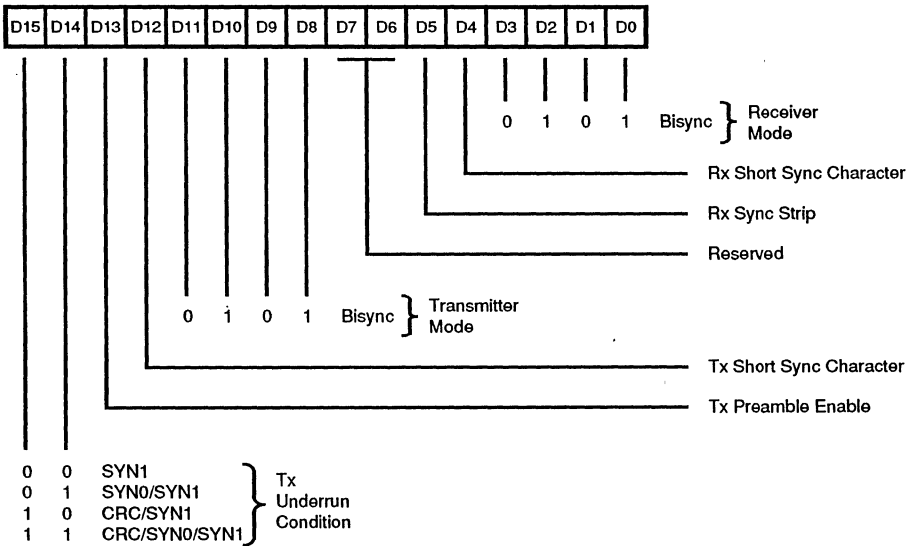 D15 D14 D13 D12 D11 D10 D9 D8 D7 D6 D5 D4 D3 D2 D1 D0
0 1 0 1 Bisync } Receiver Mode
Rx Short Sync Character
Rx Sync Strip
Reserved
0 1 0 1 Bisync } Transmitter Mode
Tx Short Sync Character
Tx Preamble Enable
0 0 SYN1
0 1 SYN0/SYN1
1 0 CRC/SYN1
1 1 CRC/SYN0/SYN1
Tx
Underrun
Condition